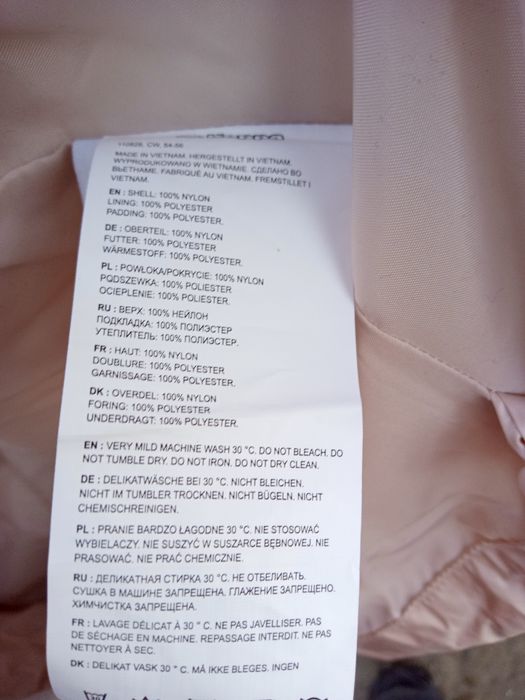 110828, CW, 54-56
MADE IN VIETNAM. HERGESTELLT IN VIETNAM.
WYPRODUKOWANO W WIETNAMIE. СДЕЛАНО ВО
ВЬЕТНАМЕ. FABRIQUÉ AU VIETNAM. FREMSTILLET I
VIETNAM.
EN : SHELL: 100% NYLON
LINING: 100% POLYESTER
PADDING: 100% POLYESTER.
DE : OBERTEIL: 100% NYLON
FUTTER: 100% POLYESTER
WÄRMESTOFF: 100% POLYESTER.
PL : POWŁOKA/POKRYCIE: 100% NYLON
PODSZEWKA: 100% POLIESTER
OCIEPLENIE: 100% POLIESTER.
RU : ВЕРХ: 100% НЕЙЛОН
ПОДКЛАДКА: 100% ПОЛИЭСТЕР
УТЕПЛИТЕЛЬ: 100% ПОЛИЭСТЕР.
FR : HAUT: 100% NYLON
DOUBLURE: 100% POLYESTER
GARNISSAGE: 100% POLYESTER.
DK : OVERDEL: 100% NYLON
FORING: 100% POLYESTER
UNDERDRAGT: 100% POLYESTER.
EN : VERY MILD MACHINE WASH 30 °C. DO NOT BLEACH. DO
NOT TUMBLE DRY. DO NOT IRON. DO NOT DRY CLEAN.
DE : DELIKATWÄSCHE BEI 30 °C. NICHT BLEICHEN.
NICHT IM TUMBLER TROCKNEN. NICHT BÜGELN. NICHT
CHEMISCHREINIGEN.
PL : PRANIE BARDZO ŁAGODNE 30 °C. NIE STOSOWAĆ
WYBIELACZY. NIE SUSZYĆ W SUSZARCE BĘBNOWEJ. NIE
PRASOWAĆ. NIE PRAĆ CHEMICZNIE.
RU : ДЕЛИКАТНАЯ СТИРКА 30 °C. НЕ ОТБЕЛИВАТЬ.
СУШКА В МАШИНЕ ЗАПРЕЩЕНА. ГЛАЖЕНИЕ ЗАПРЕЩЕНО.
ХИМЧИСТКА ЗАПРЕЩЕНА.
FR : LAVAGE DÉLICAT À 30 ° C. NE PAS JAVELLISER. PAS
DE SÉCHAGE EN MACHINE. REPASSAGE INTERDIT. NE PAS
NETTOYER À SEC.
DK : DELIKAT VASK 30 ° C. MÅ IKKE BLEGES. INGEN